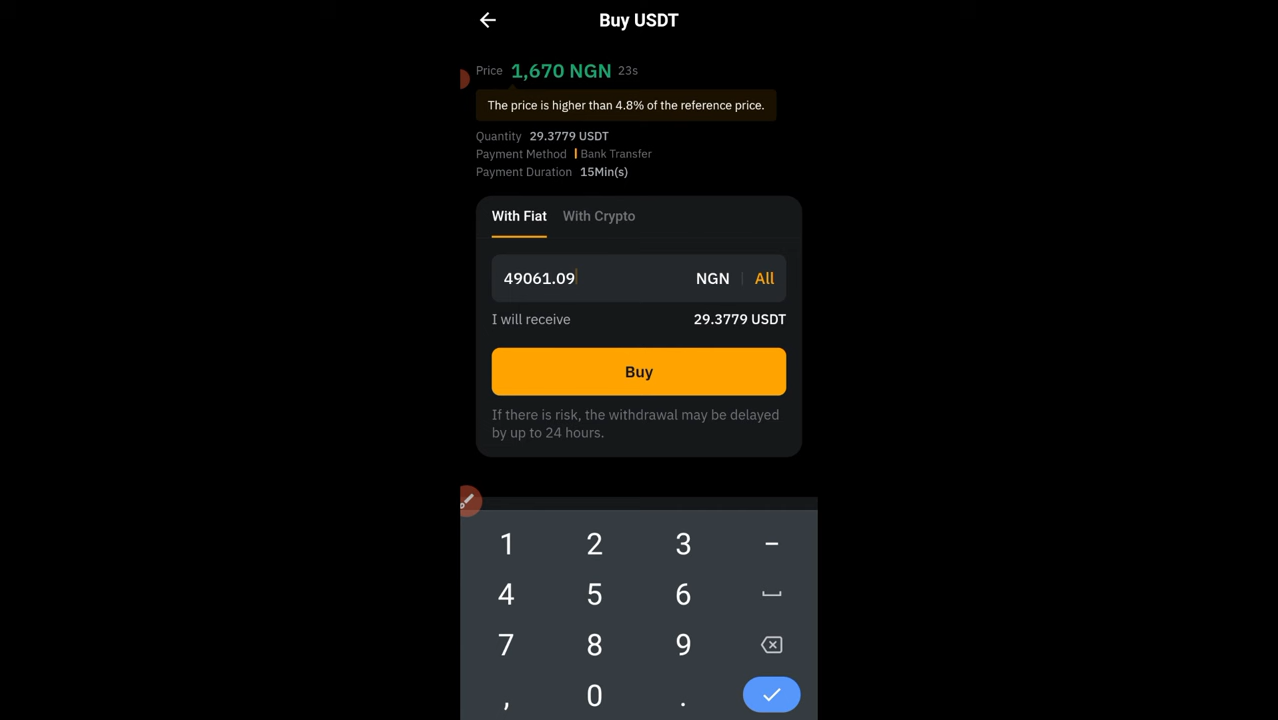 Buy USDT
Price 1,670 NGN 23s
The price is higher than 4.8% of the reference price.
Quantity 29.3779 USDT
Payment Method Bank Transfer
Payment Duration 15Min(s)
With Fiat With Crypto
49061.09 NGN All
I will receive 29.3779 USDT
Buy
If there is risk, the withdrawal may be delayed
by up to 24 hours.
1 2 3 -
4 5 6
7 8 9
, 0 .